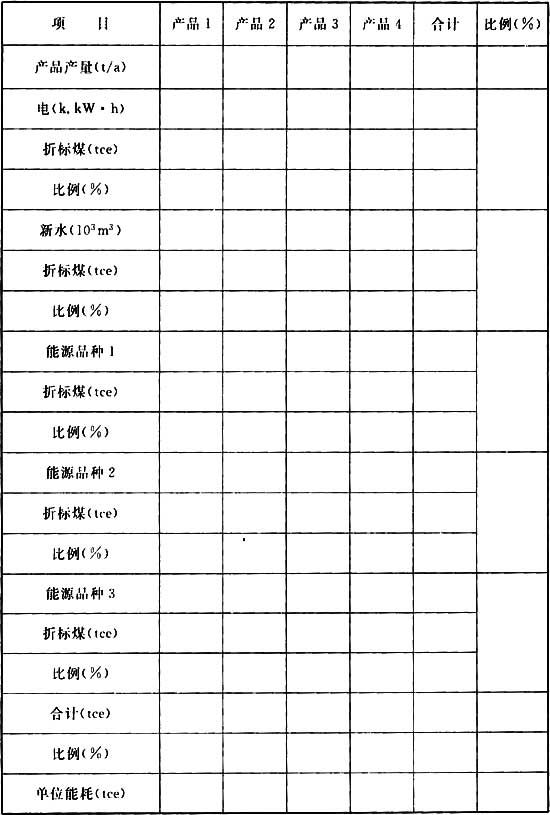 项 目 产品1 产品2 产品3 产品4 合计 比例(%)
产品产量(t/a)
电(k.kW·h)
折标煤(tce)
比例(%)
新水(10³m³)
折标煤(tce)
比例(%)
能源品种1
折标煤(tce)
比例(%)
能源品种2
折标煤(tce)
比例(%)
能源品种3
折标煤(tce)
比例(%)
合计(tce)
比例(%)
单位能耗(tce)